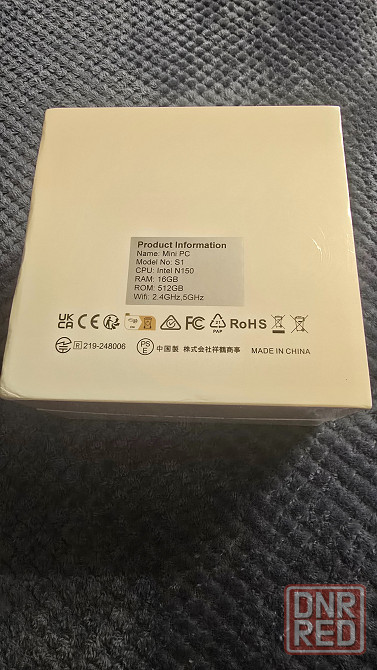 Product Information
Name: Mini PC
Model No: S1
CPU: Intel N150
RAM: 16GB
ROM: 512GB
Wifi: 2.4GHz,5GHz
UK CA CE FC 21 PAP RoHS
R 219-248006 PS E 中国製 株式会社祥鶴商事 MADE IN CHINA
DNR
RED